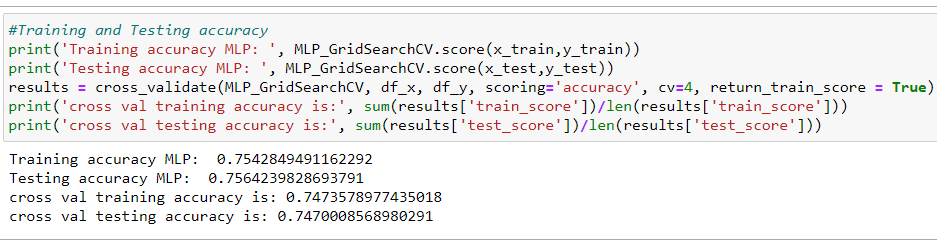 #Training and Testing accuracy
print('Training accuracy MLP: ', MLP_GridSearchCV.score(x_train,y_train))
print('Testing accuracy MLP: ', MLP_GridSearchCV.score(x_test,y_test))
results = cross_validate(MLP_GridSearchCV, df_x, df_y, scoring='accuracy', cv=4, return_train_score = True)
print('cross val training accuracy is:', sum(results['train_score'])/len(results['train_score']))
print('cross val testing accuracy is:', sum(results['test_score'])/len(results['test_score']))
Training accuracy MLP:  0.7542849491162292
Testing accuracy MLP:  0.7564239828693791
cross val training accuracy is: 0.7473578977435018
cross val testing accuracy is: 0.7470008568980291